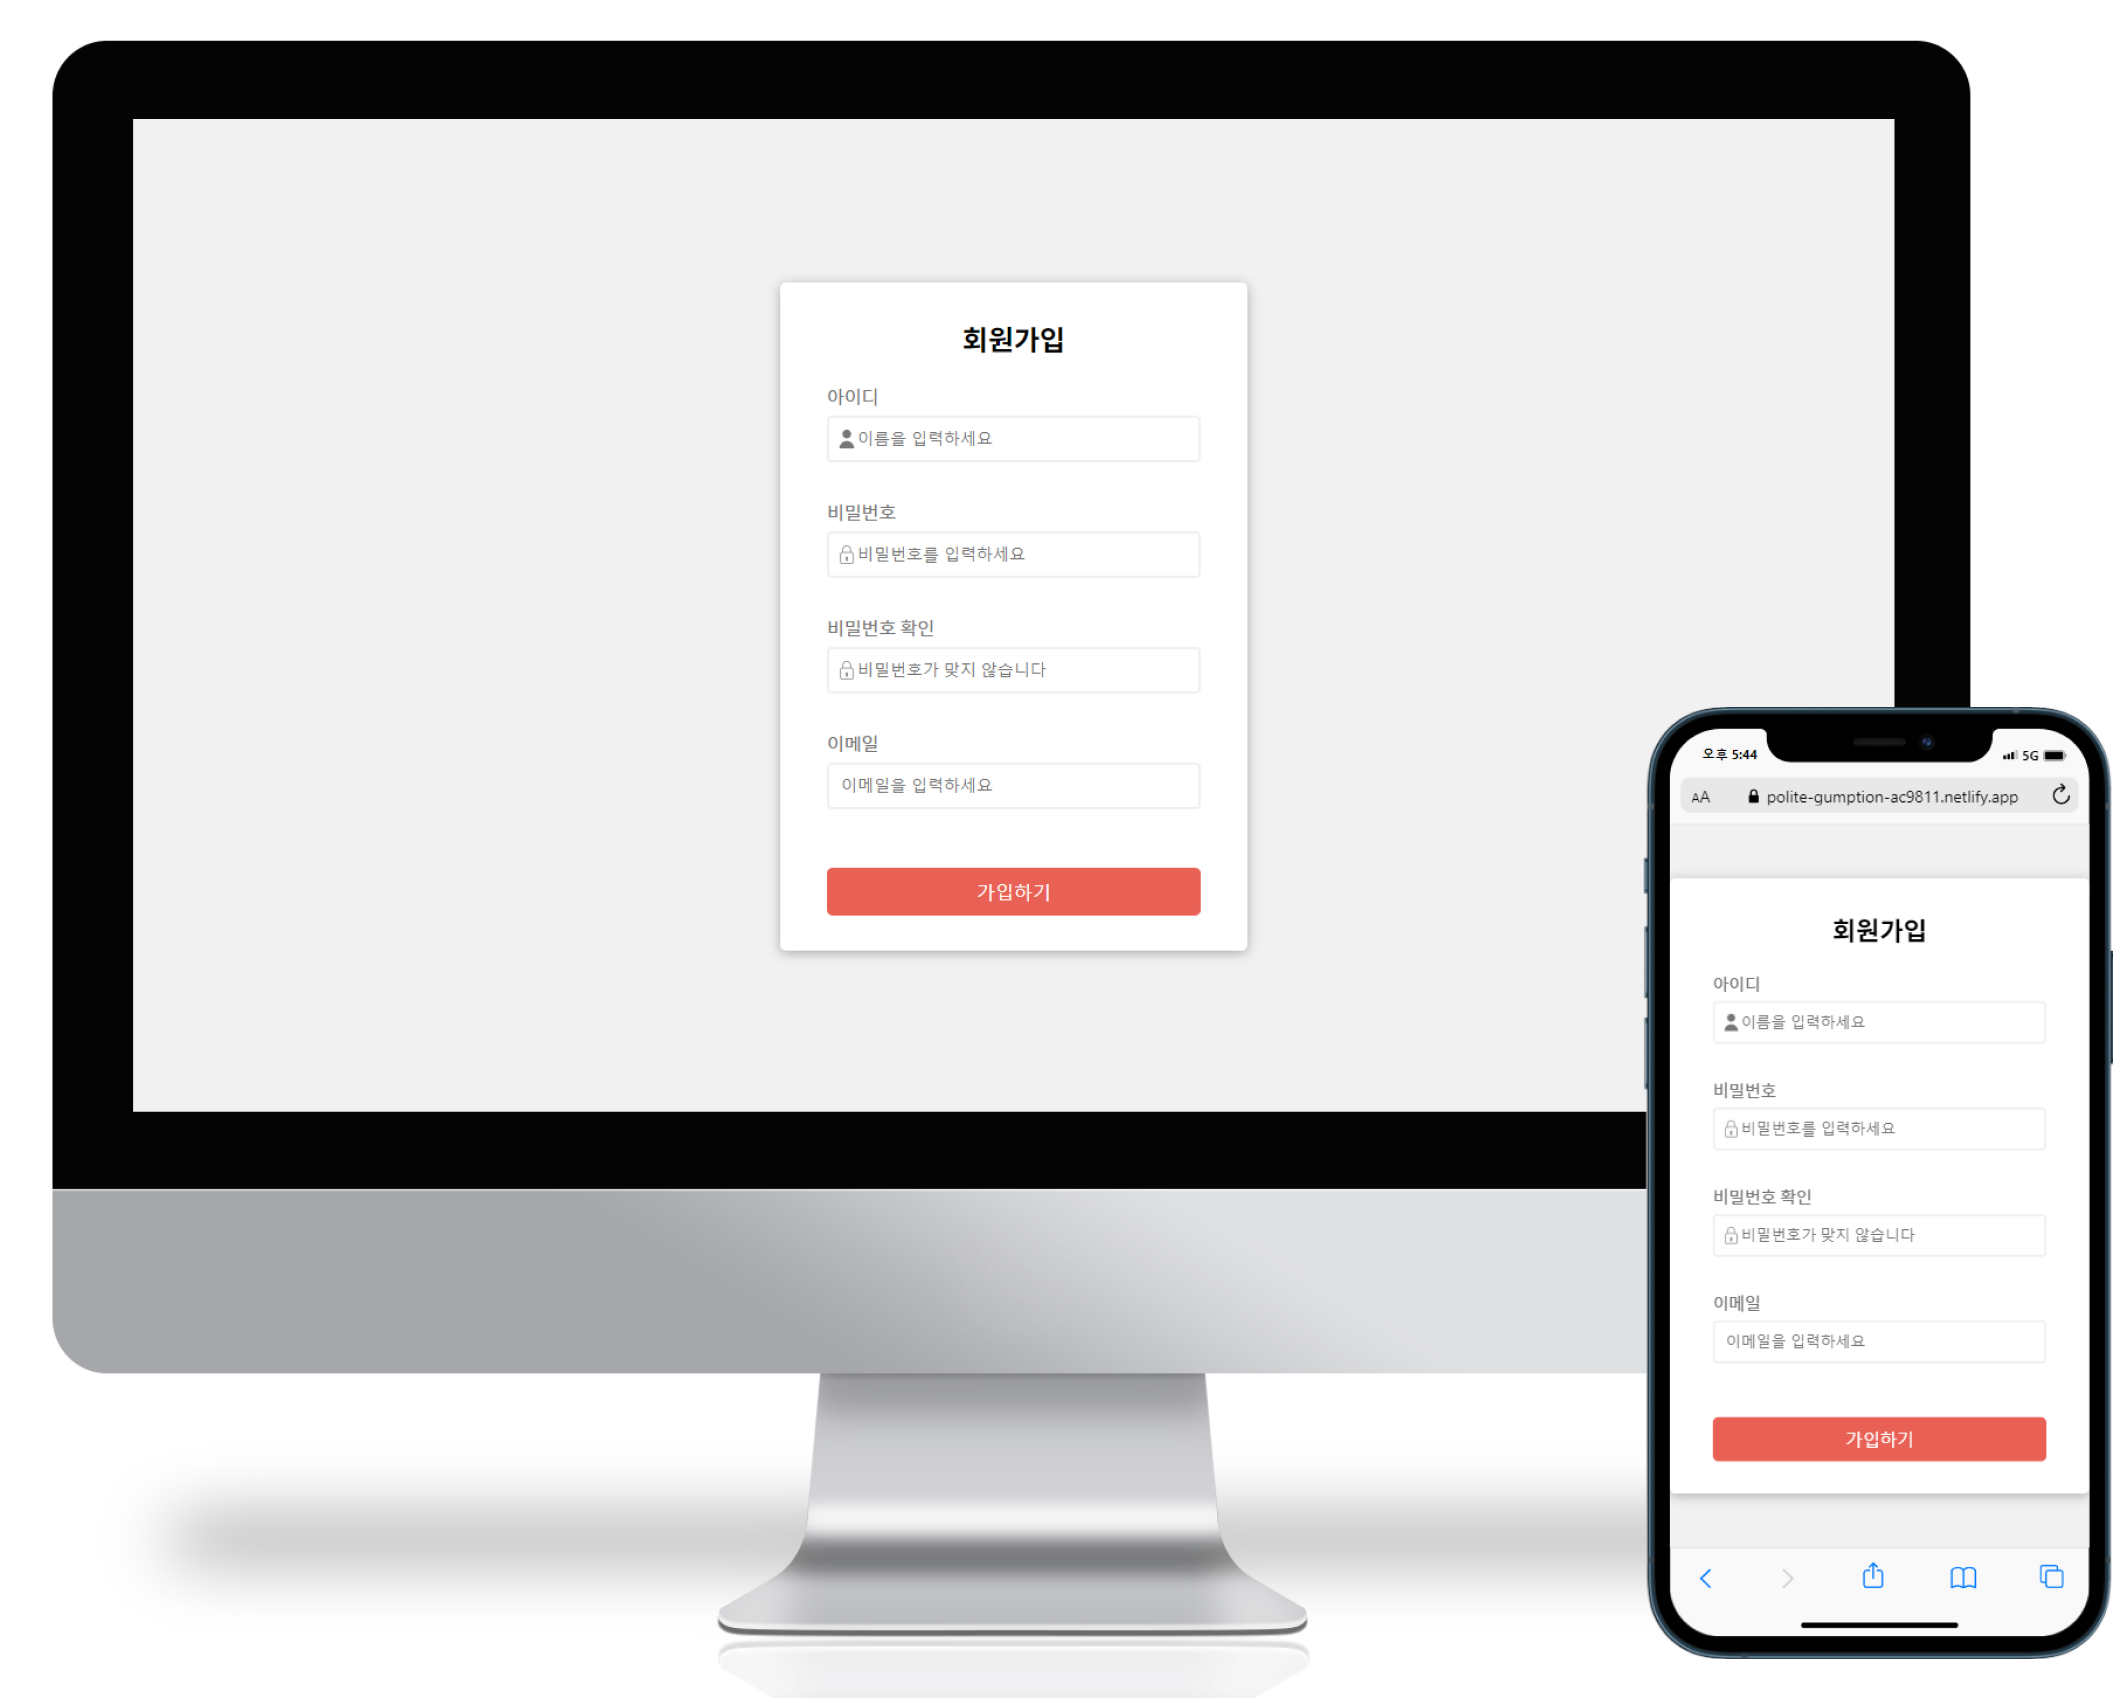 회원가입
아이디
이름을 입력하세요
비밀번호
비밀번호를 입력하세요
비밀번호 확인
비밀번호가 맞지 않습니다
이메일
이메일을 입력하세요
가입하기
오후 5:44
5G
AA
polite-gumption-ac9811.netlify.app
회원가입
아이디
이름을 입력하세요
비밀번호
비밀번호를 입력하세요
비밀번호 확인
비밀번호가 맞지 않습니다
이메일
이메일을 입력하세요
가입하기